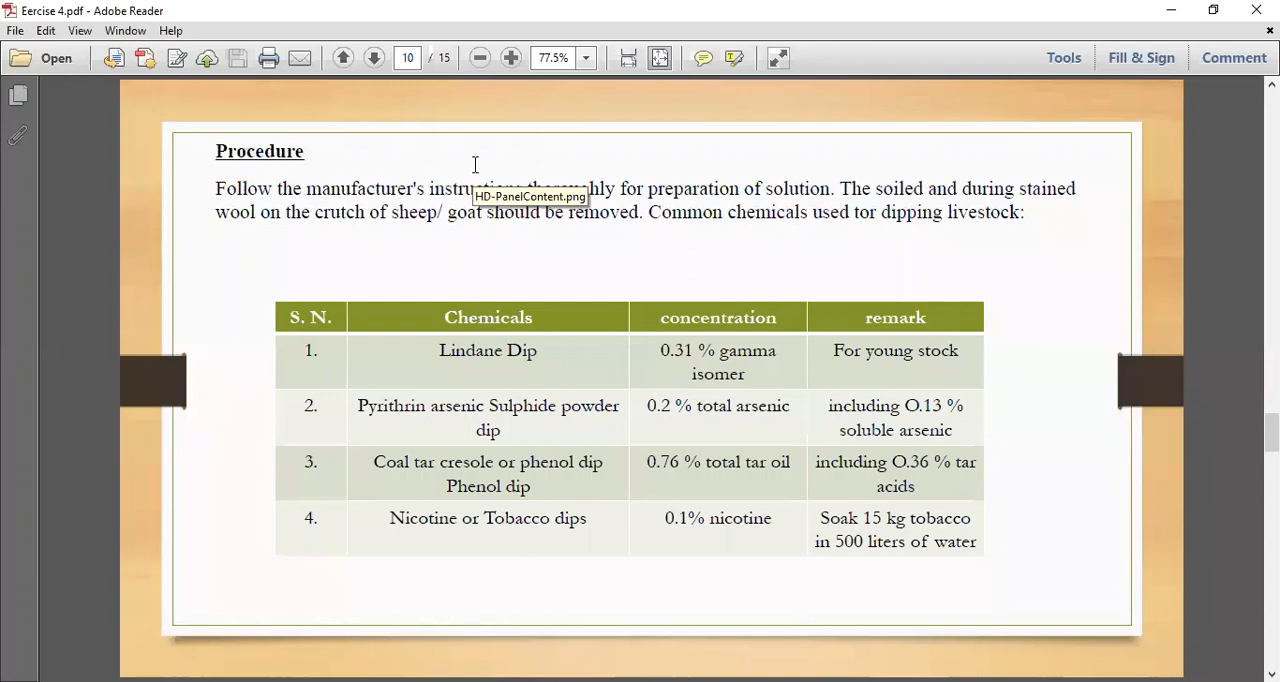 Eercise 4.pdf - Adobe Reader
File Edit View Window Help
Open 10 / 15 77.5% Tools Fill & Sign Comment
Procedure
Follow the manufacturer's instructions thoroughly for preparation of solution. The soiled and during stained
HD-PanelContent.png
wool on the crutch of sheep/ goat should be removed. Common chemicals used tor dipping livestock:
S. N. Chemicals concentration remark
1. Lindane Dip 0.31 % gamma For young stock
isomer
2. Pyrithrin arsenic Sulphide powder 0.2 % total arsenic including O.13 %
dip soluble arsenic
3. Coal tar cresole or phenol dip 0.76 % total tar oil including O.36 % tar
Phenol dip acids
4. Nicotine or Tobacco dips 0.1% nicotine Soak 15 kg tobacco
in 500 liters of water